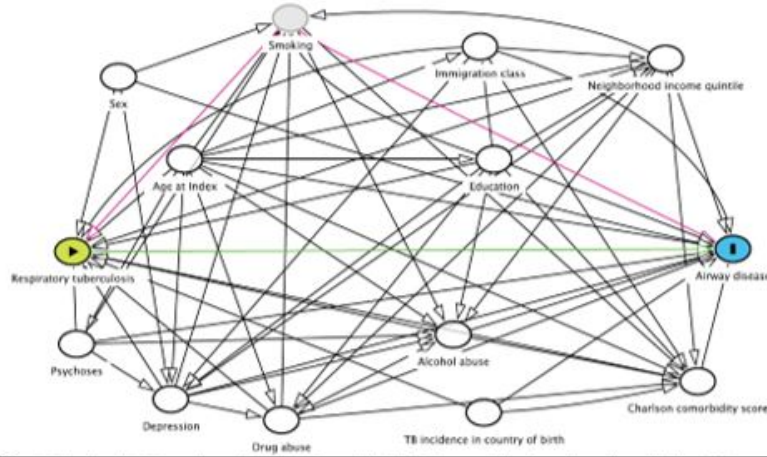 Smoking
Immigration class
Neighborhood income quintile
Sex
Age at Index
Education
Respiratory tuberculosis
Airway disease
Psychoses
Alcohol abuse
Charlson comorbidity score
Depression
Drug abuse
TB incidence in country of birth